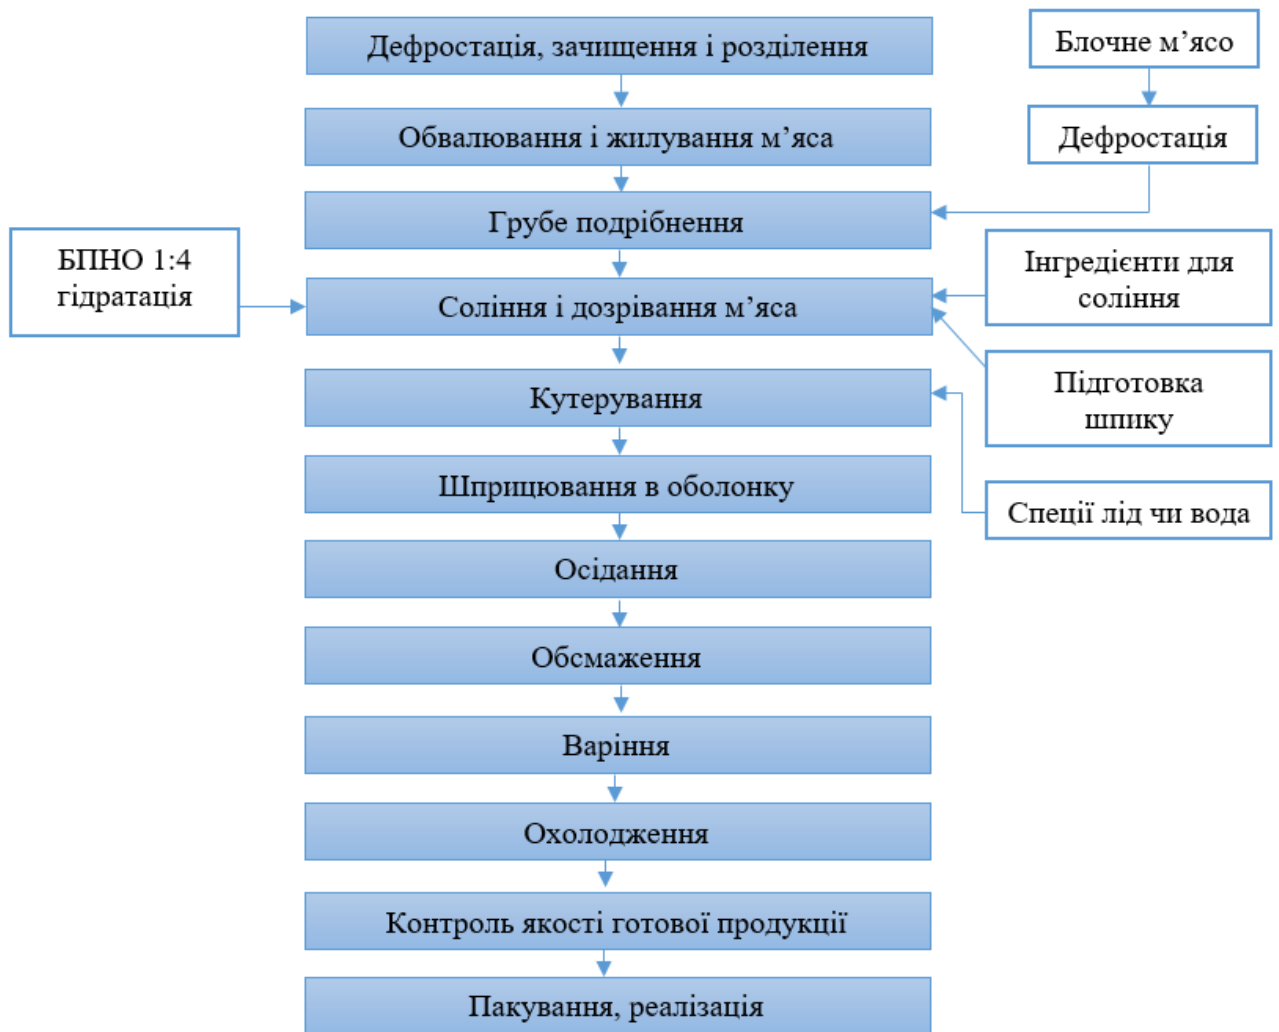 Дефростація, зачищення і розділення
Блочне м’ясо
Обвалювання і жилування м’яса
Дефростація
Грубе подрібнення
БПНО 1:4
гідратація
Інгредієнти для
соління
Соління і дозрівання м’яса
Підготовка
шпику
Кутерування
Шприцювання в оболонку
Спеції лід чи вода
Осідання
Обсмаження
Варіння
Охолодження
Контроль якості готової продукції
Пакування, реалізація